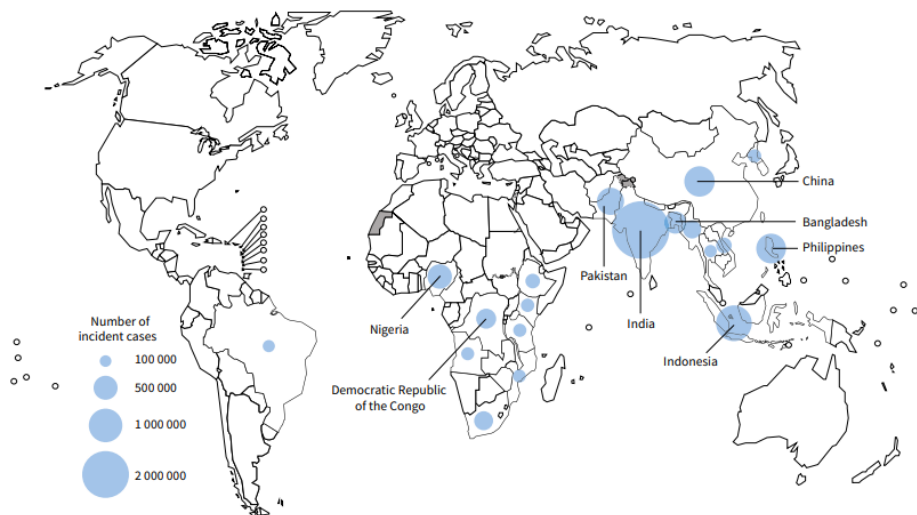 China
Bangladesh
Philippines
Pakistan
India
Nigeria
Indonesia
Democratic Republic
of the Congo
Number of
incident cases
100 000
500 000
1 000 000
2 000 000